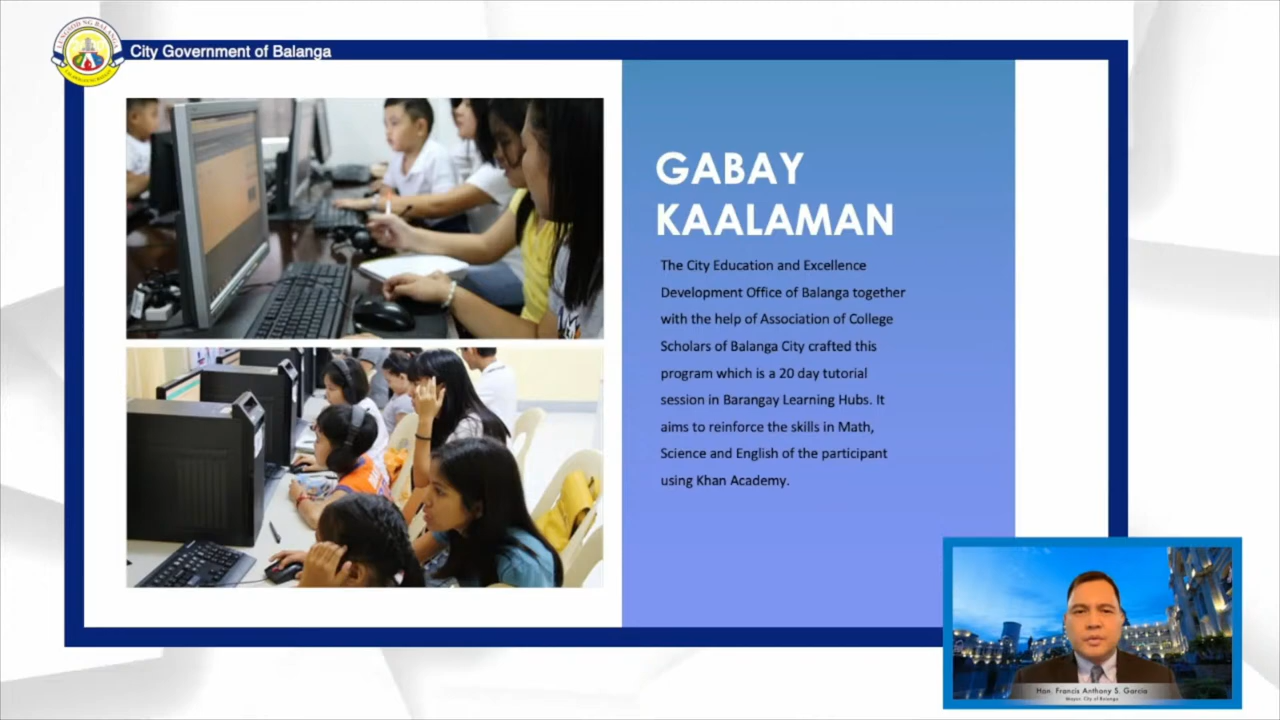 LUNGSOD NG BALANGA
City Government of Balanga
GABAY
KAALAMAN
The City Education and Excellence
Development Office of Balanga together
with the help of Association of College
Scholars of Balanga City crafted this
program which is a 20 day tutorial
session in Barangay Learning Hubs. It
aims to reinforce the skills in Math,
Science and English of the participant
using Khan Academy.
Hon. Francis Anthony S. Garcia
Mayor, City of Balanga